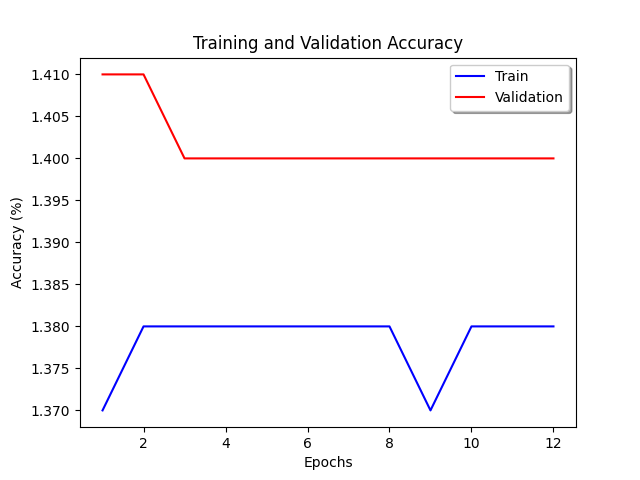 Training and Validation Accuracy
Train
Validation
1.410
1.405
1.400
1.395
1.390
1.385
1.380
1.375
1.370
Accuracy (%)
2 4 6 8 10 12
Epochs